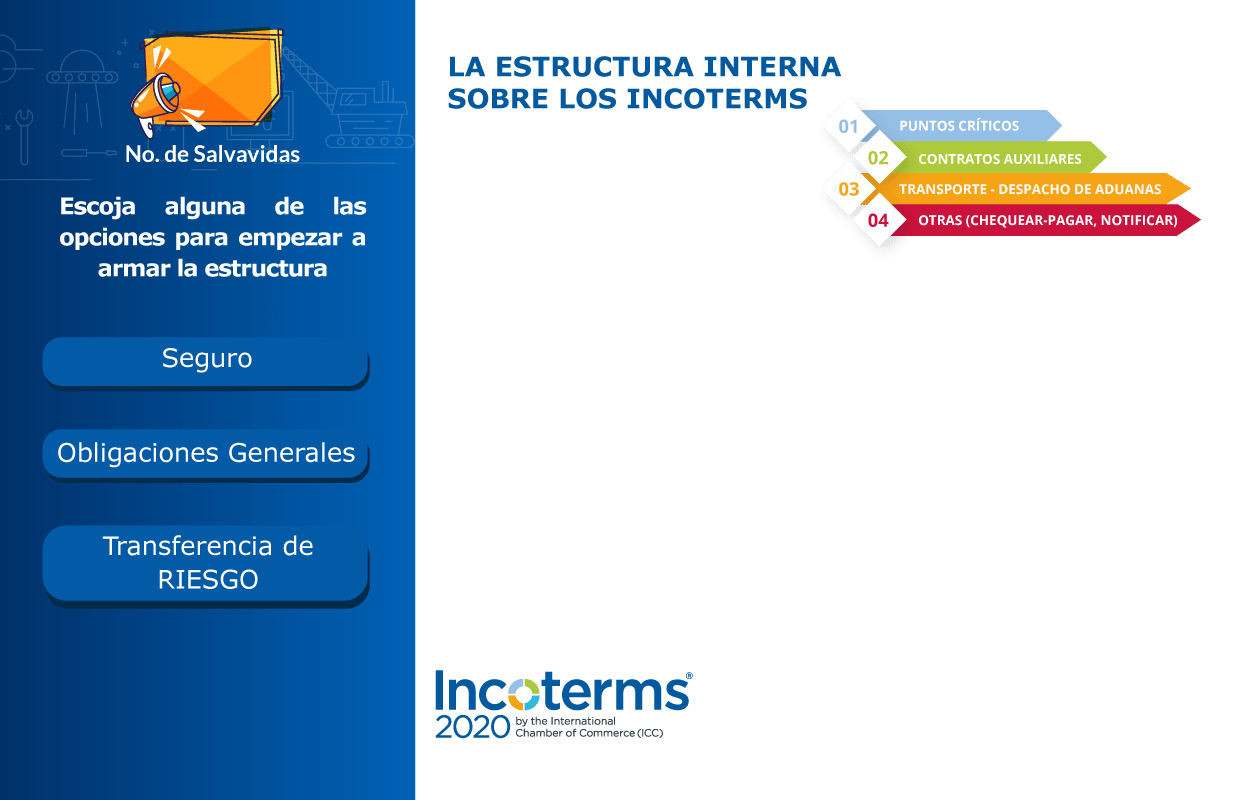 No. de Salvavidas
Escoja alguna de las
opciones para empezar a
armar la estructura
Seguro
Obligaciones Generales
Transferencia de
RIESGO
LA ESTRUCTURA INTERNA
SOBRE LOS INCOTERMS
01 PUNTOS CRÍTICOS
02 CONTRATOS AUXILIARES
03 TRANSPORTE - DESPACHO DE ADUANAS
04 OTRAS (CHEQUEAR-PAGAR, NOTIFICAR)
Incoterms®
2020 by the International
Chamber of Commerce (ICC)